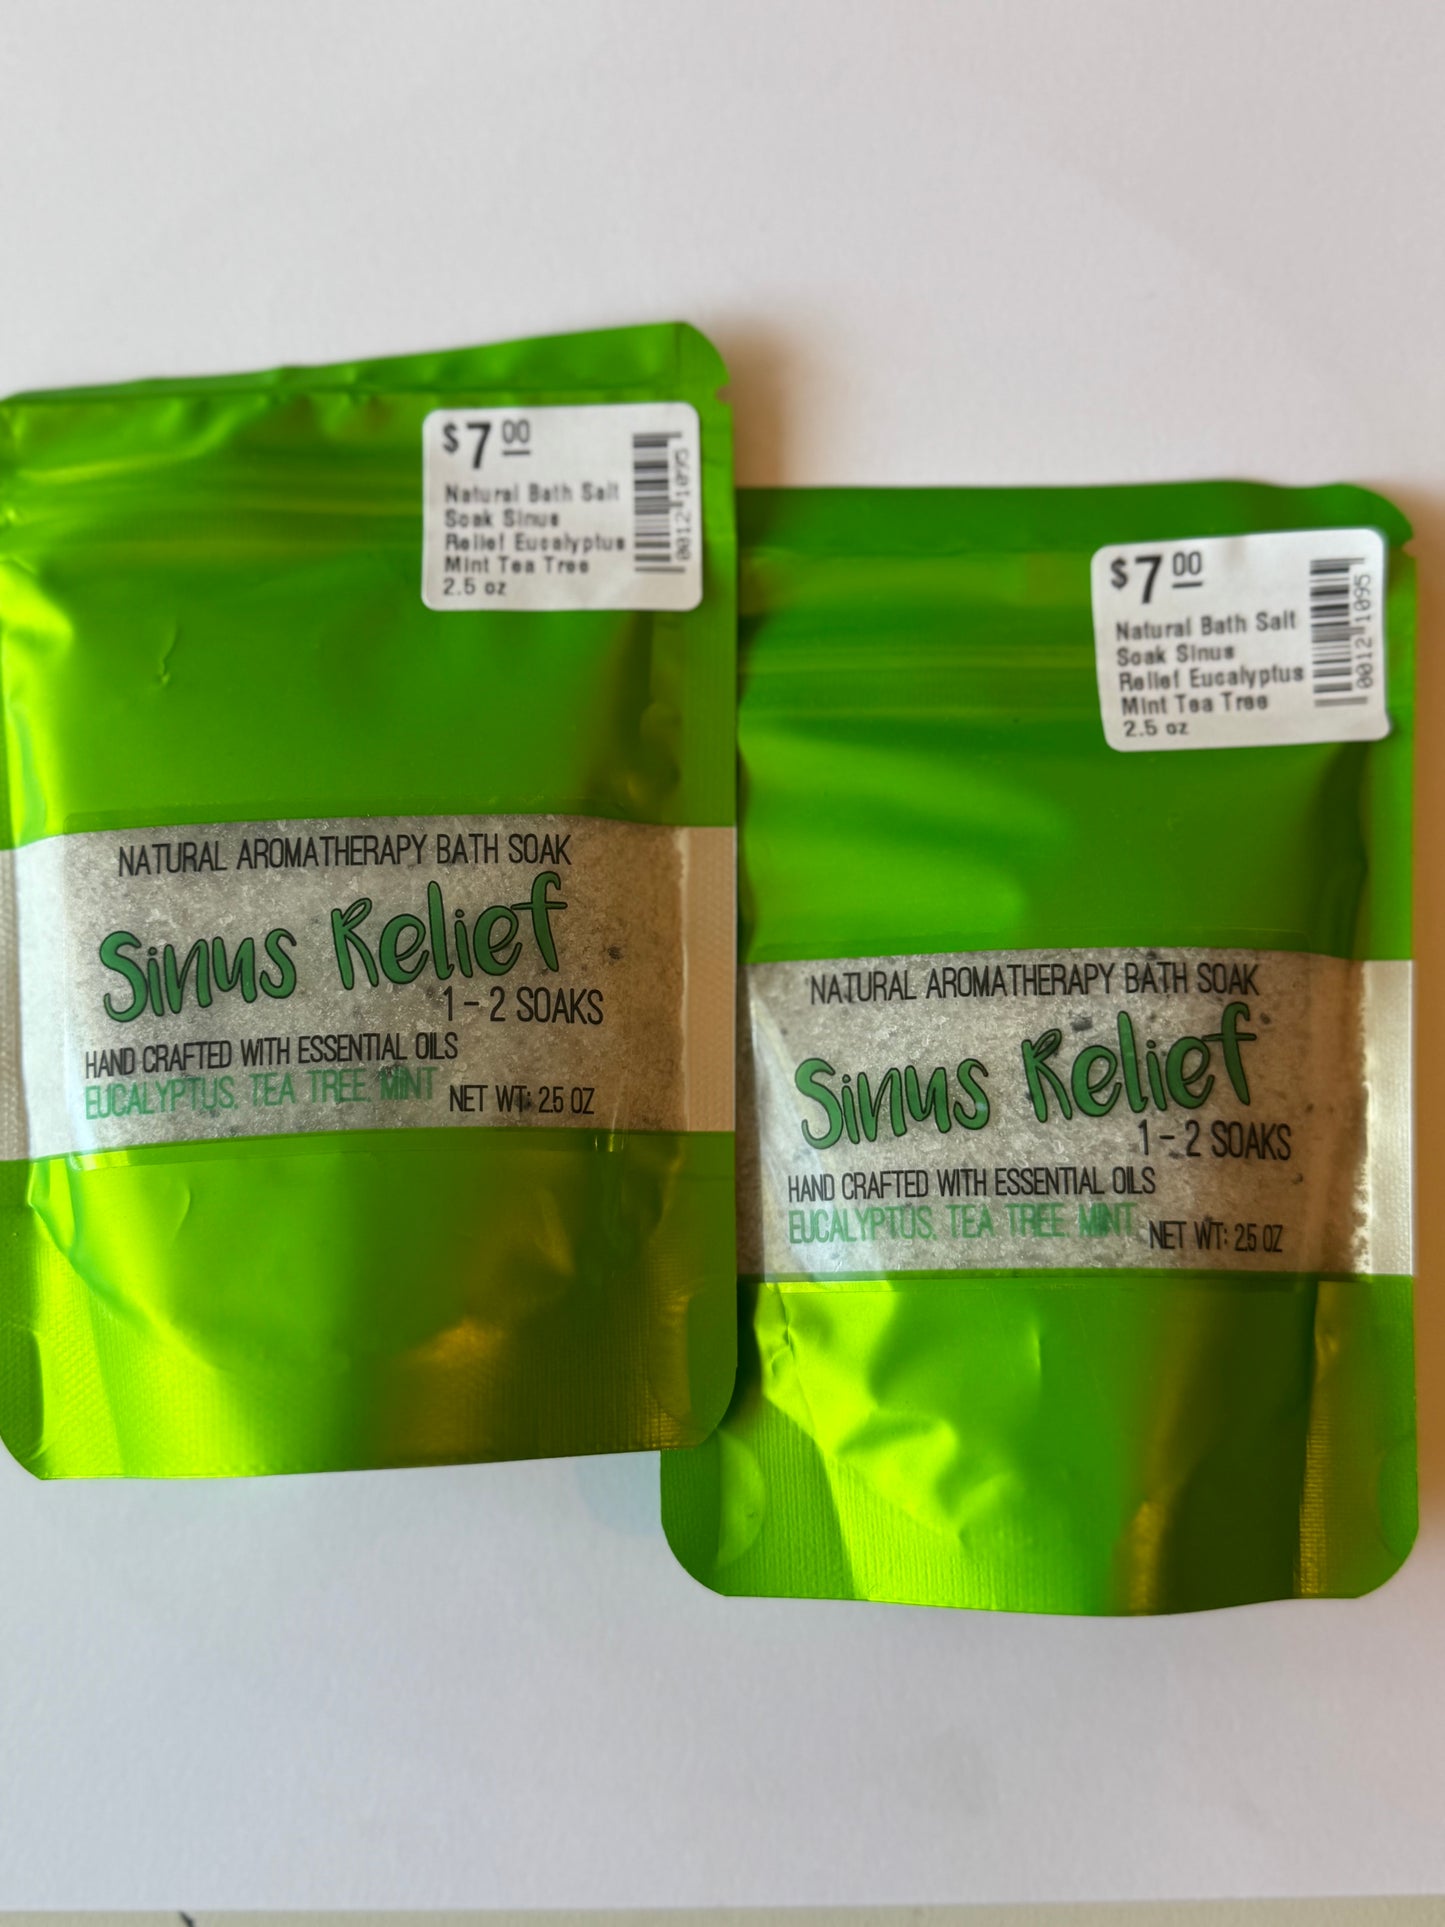 $7.00
Natural Bath Salt
Soak Sinus
Relief Eucalyptus
Mint Tea Tree
2.5 oz
0012 1095
NATURAL AROMATHERAPY BATH SOAK
Sinus Relief
1 - 2 SOAKS
HAND CRAFTED WITH ESSENTIAL OILS
EUCALYPTUS, TEA TREE, MINT
NET WT: 2.5 OZ
$7.00
Natural Bath Salt
Soak Sinus
Relief Eucalyptus
Mint Tea Tree
2.5 oz
0012 1095
NATURAL AROMATHERAPY BATH SOAK
Sinus Relief
1 - 2 SOAKS
HAND CRAFTED WITH ESSENTIAL OILS
EUCALYPTUS, TEA TREE, MINT
NET WT: 2.5 OZ